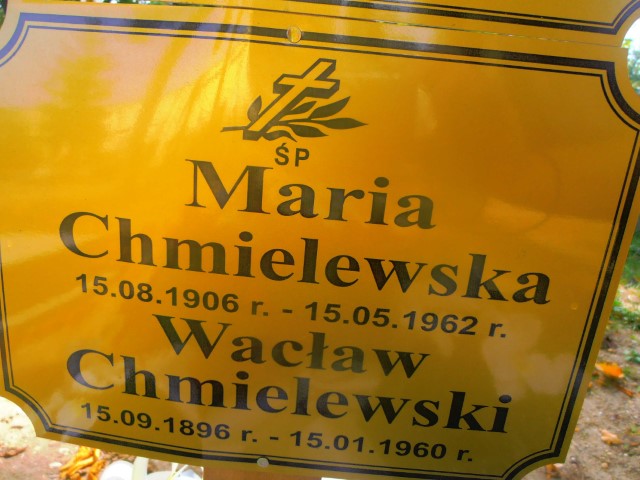 ŚP
Maria
Chmielewska
15.08.1906 r. - 15.05.1962 r.
Wacław
Chmielewski
15.09.1896 r. - 15.01.1960 r.